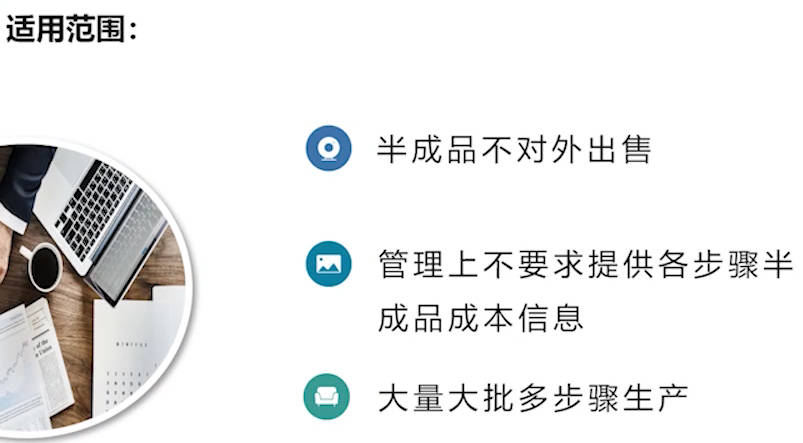 适用范围：
半成品不对外出售
管理上不要求提供各步骤半
成品成本信息
大量大批多步骤生产